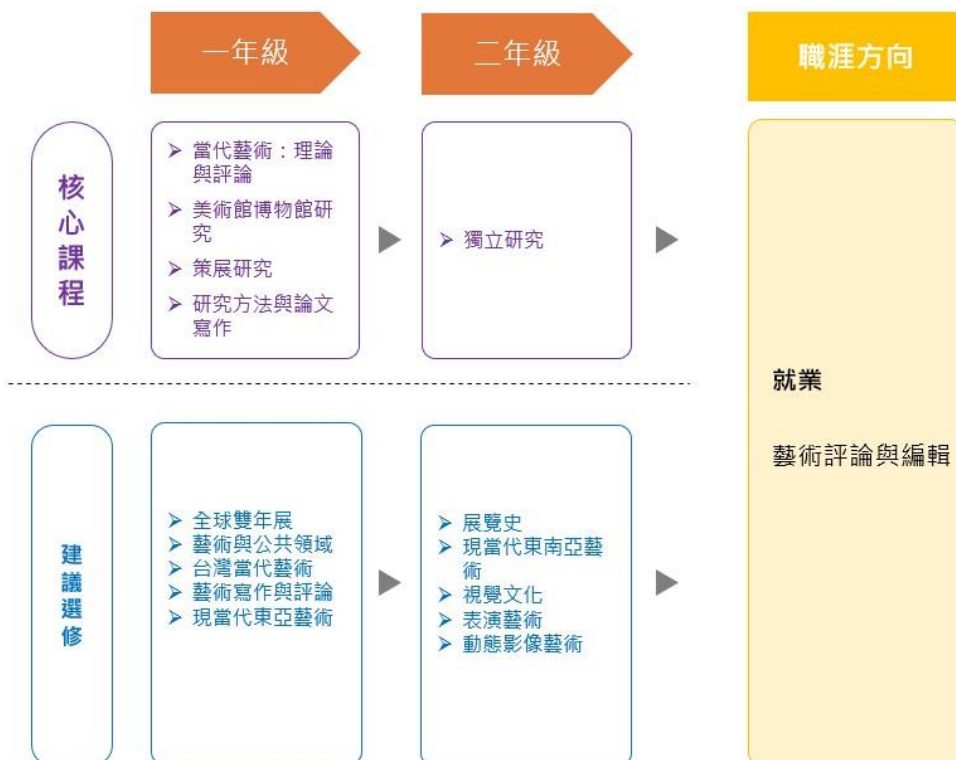 一年級
二年級
職涯方向
核心課程
➢ 當代藝術：理論
與評論
➢ 美術館博物館研
究
➢ 策展研究
➢ 研究方法與論文
寫作
➢ 獨立研究
建議選修
➢ 全球雙年展
➢ 藝術與公共領域
➢ 台灣當代藝術
➢ 藝術寫作與評論
➢ 現當代東亞藝術
➢ 展覽史
➢ 現當代東南亞藝
術
➢ 視覺文化
➢ 表演藝術
➢ 動態影像藝術
就業
藝術評論與編輯